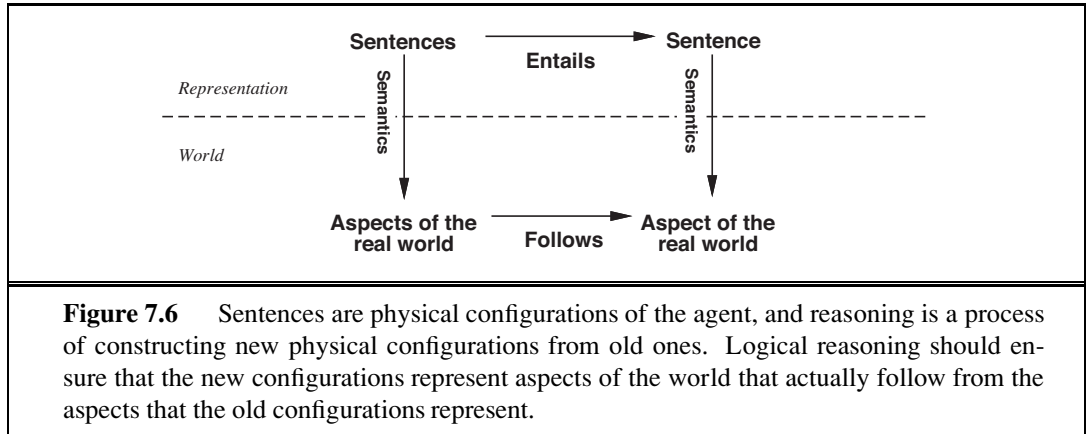 Sentences
Sentence
Entails
Semantics
Semantics
Representation
World
Aspects of the
real world
Follows
Aspect of the
real world
Figure 7.6 Sentences are physical configurations of the agent, and reasoning is a process
of constructing new physical configurations from old ones. Logical reasoning should en-
sure that the new configurations represent aspects of the world that actually follow from the
aspects that the old configurations represent.